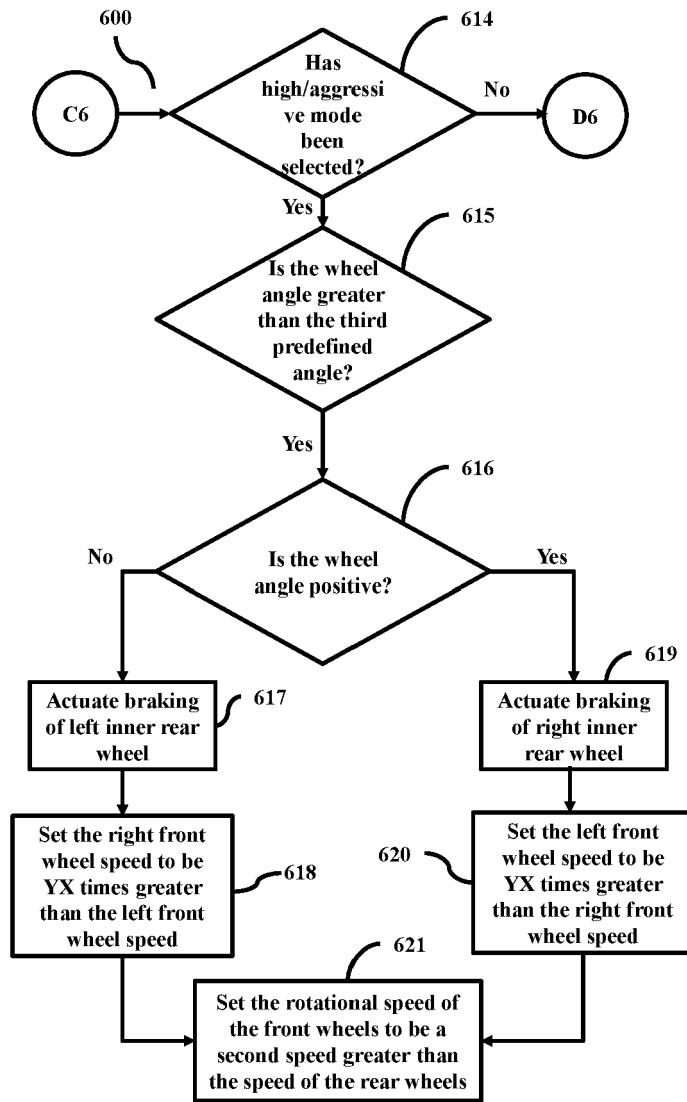 600
614
C6
Has
high/aggressi
ve mode
been
selected?
No
D6
Yes
615
Is the wheel
angle greater
than the third
predefined
angle?
Yes
616
No
Is the wheel
angle positive?
Yes
Actuate braking
of left inner rear
wheel
617
619
Actuate braking
of right inner
rear wheel
Set the right front
wheel speed to be
YX times greater
than the left front
wheel speed
618
620
Set the left front
wheel speed to be
YX times greater
than the right front
wheel speed
621
Set the rotational speed of
the front wheels to be a
second speed greater than
the speed of the rear wheels